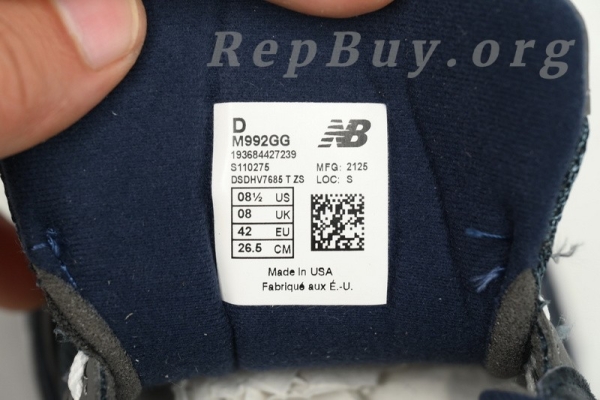 RepBuy.org
D
M992GG
NB
193684427239
S110275 MFG: 2125
DSDHV7685 T ZS LOC: S
08½ US
08 UK
42 EU
26.5 CM
Made in USA
Fabriqué aux É.-U.